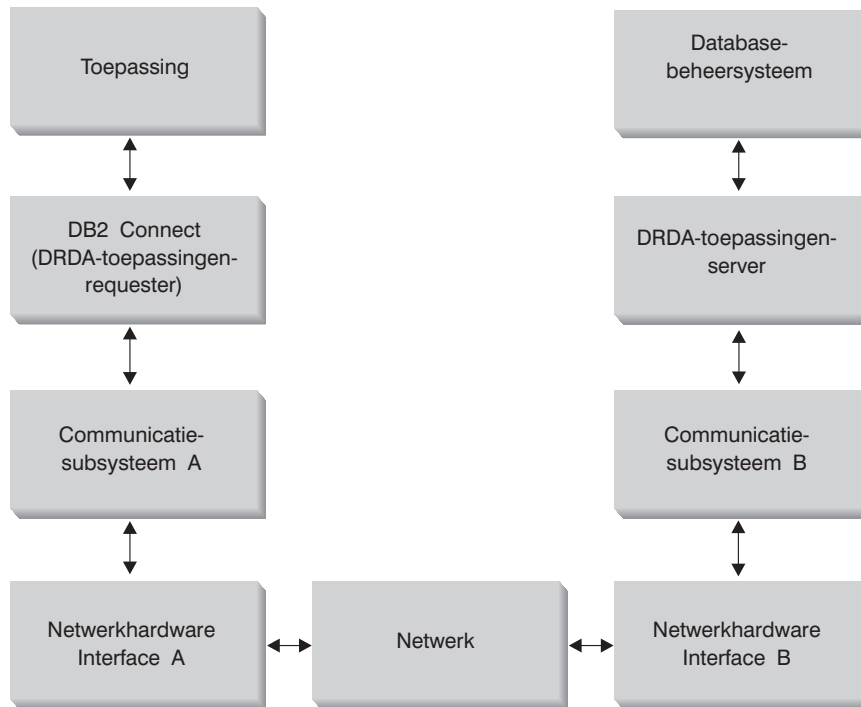 Toepassing
Database-
beheersysteem
DB2 Connect
(DRDA-toepassingen-
requester)
DRDA-toepassingen-
server
Communicatie-
subsysteem A
Communicatie-
subsysteem B
Netwerkhardware
Interface A
Netwerk
Netwerkhardware
Interface B